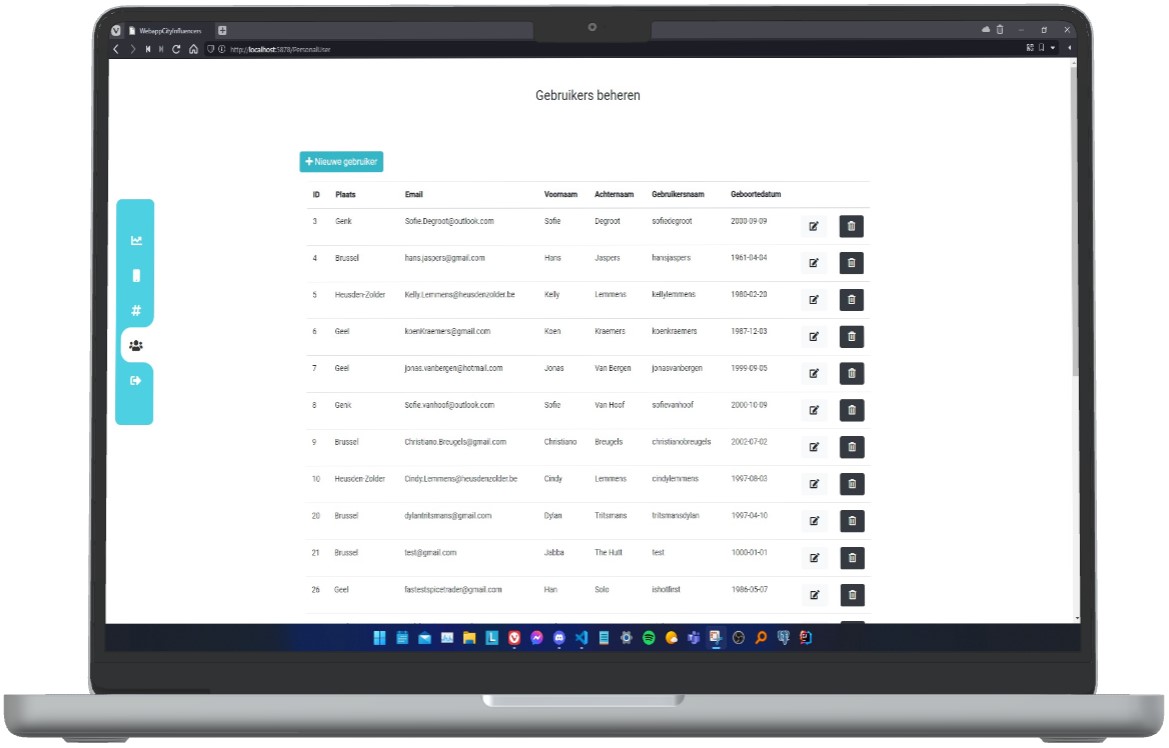 WebappCityInfluencers
http://localhost:5878/PersonalUser
Gebruikers beheren
+ Nieuwe gebruiker
ID Plaats Email Voornaam Achternaam Gebruikersnaam Geboortedatum
3 Genk Sofie.Degroot@outlook.com Sofie Degroot sofiedegroot 2000-09-09
4 Brussel hans.jaspers@gmail.com Hans Jaspers hansjaspers 1961-04-04
5 Heusden-Zolder Kelly.Lemmens@heusdenzolder.be Kelly Lemmens kellylemmens 1980-02-20
6 Geel koenKraemers@gmail.com Koen Kraemers koenkraemers 1987-12-03
7 Geel jonas.vanbergen@hotmail.com Jonas Van Bergen jonasvanbergen 1999-09-05
8 Genk Sofie.vanhoof@outlook.com Sofie Van Hoof sofievanhoof 2000-10-09
9 Brussel Christiano.Breugels@gmail.com Christiano Breugels christianobreugels 2002-07-02
10 Heusden-Zolder Cindy.Lemmens@heusdenzolder.be Cindy Lemmens cindylemmens 1997-08-03
20 Brussel dylantritsmans@gmail.com Dylan Tritsmans tritsmansdylan 1997-04-10
21 Brussel test@gmail.com Jabba The Hutt test 1000-01-01
26 Geel fastestspicetrader@gmail.com Han Solo ishotfirst 1986-05-07